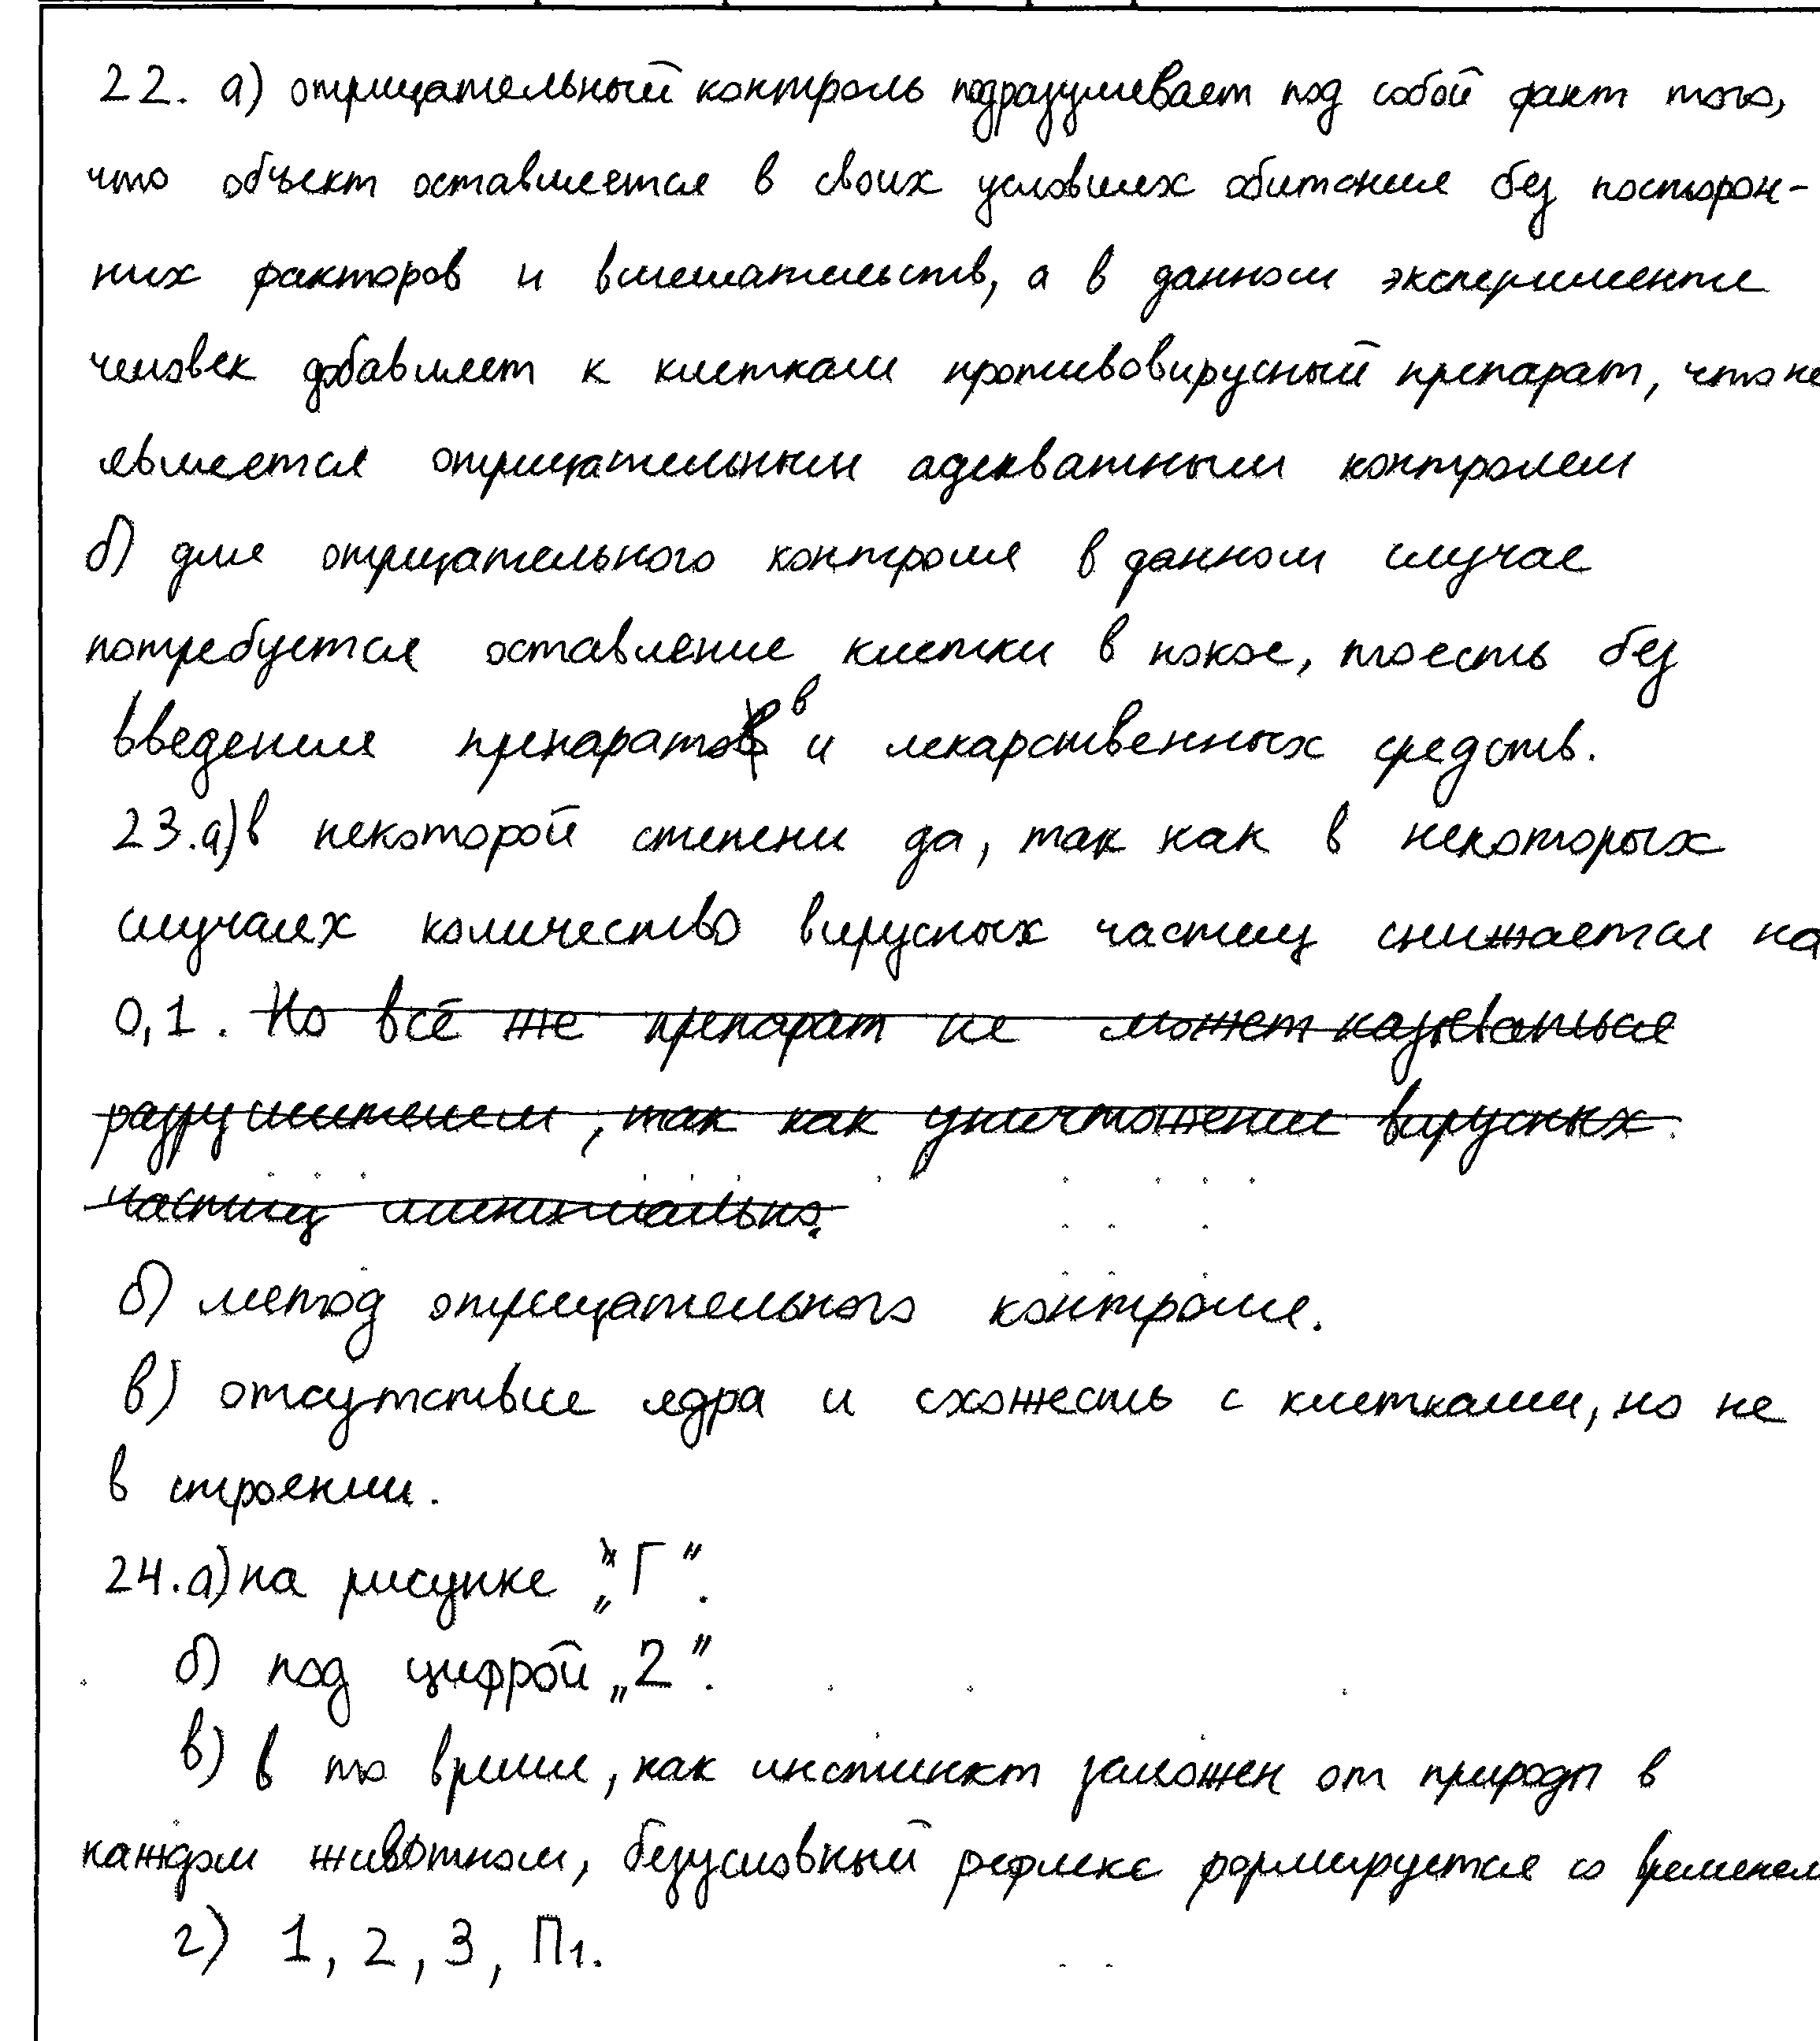 22. а) отрицательный контроль подразумевает под собой факт того,
что объект оставляется в своих условиях обитания без посторон-
них факторов и вмешательств, а в данном эксперименте
человек добавляет к клеткам противовирусный препарат, что не
является отрицательным адекватным контролем
б) для отрицательного контроля в данном случае
потребуется оставление клетки в покое, тоесть без
введения препаратов и лекарственных средств.
23. а) в некоторой степени да, так как в некоторых
случаях количество вирусных частиц снижается на
0,1. Но всё же препарат не может называться
разрушителем, так как уничтожение вирусных
частиц минимально.
б) метод отрицательного контроля.
в) отсутствие ядра и схожесть с клетками, но не
в строении.
24. а) на рисунке „Г“.
б) под цифрой „2“.
в) в то время, как инстинкт заложен от природы в
каждом животном, безусловный рефлекс формируется со временем
г) 1, 2, 3, П1.